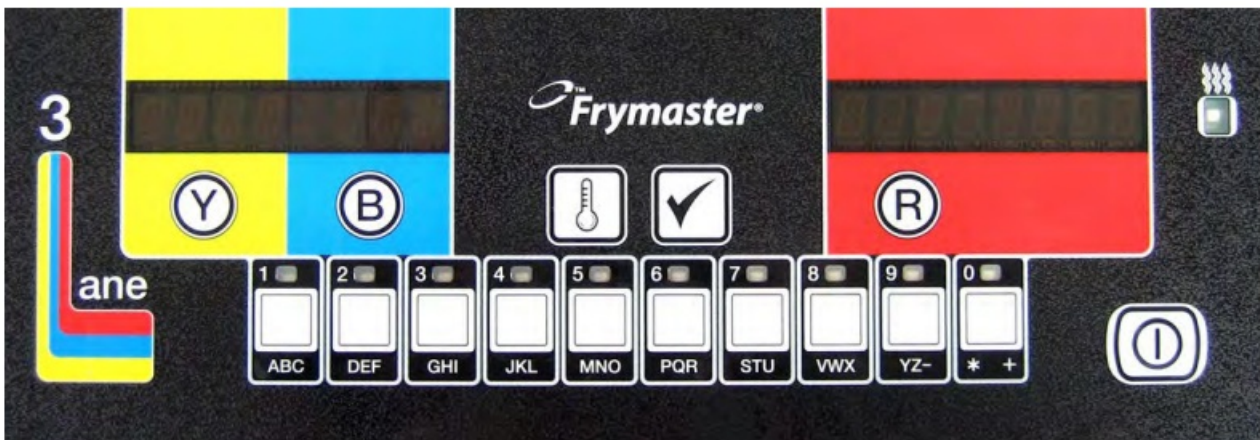 3
ane
Y
B
™
Frymaster®
R
1 2 3 4 5 6 7 8 9 0
ABC DEF GHI JKL MNO PQR STU VWX YZ- * +